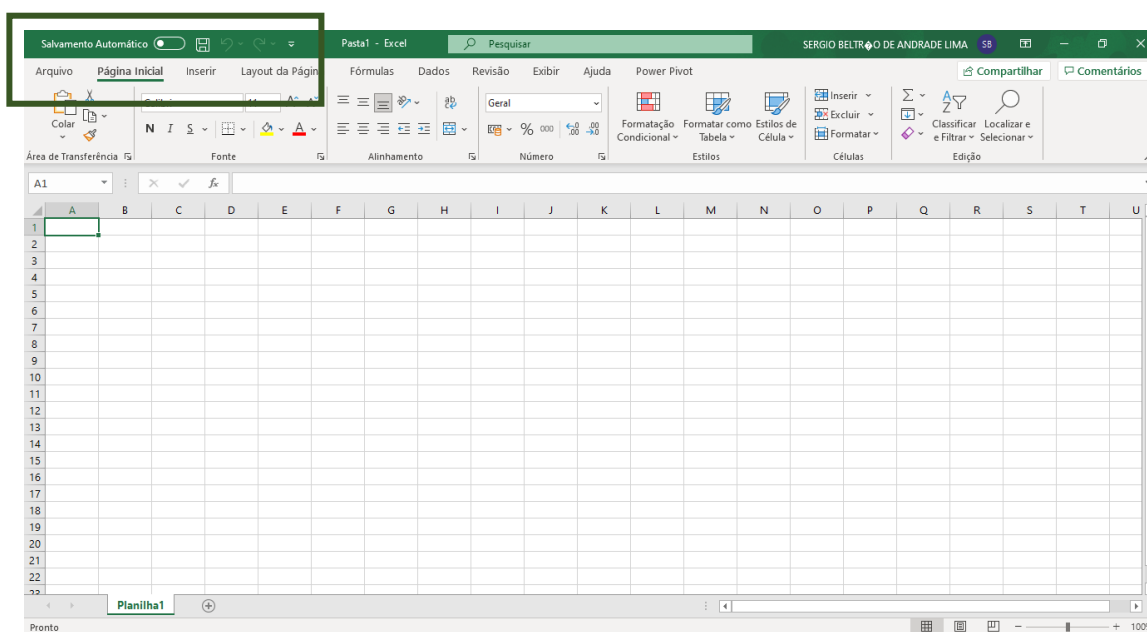 Salvamento Automático Pasta1 - Excel Pesquisar SERGIO BELTR�O DE ANDRADE LIMA SB
Arquivo Página Inicial Inserir Layout da Págin Fórmulas Dados Revisão Exibir Ajuda Power Pivot Compartilhar Comentários
Colar
N I S A
ab
Geral
% 000
Formatação Condicional
Formatar como Tabela
Estilos de Célula
Inserir
Excluir
Formatar
Classificar e Filtrar
Localizar e Selecionar
Área de Transferência Fonte Alinhamento Número Estilos Células Edição
A1 fx
A B C D E F G H I J K L M N O P Q R S T U
1
2
3
4
5
6
7
8
9
10
11
12
13
14
15
16
17
18
19
20
21
22
23
Planilha1
Pronto 100